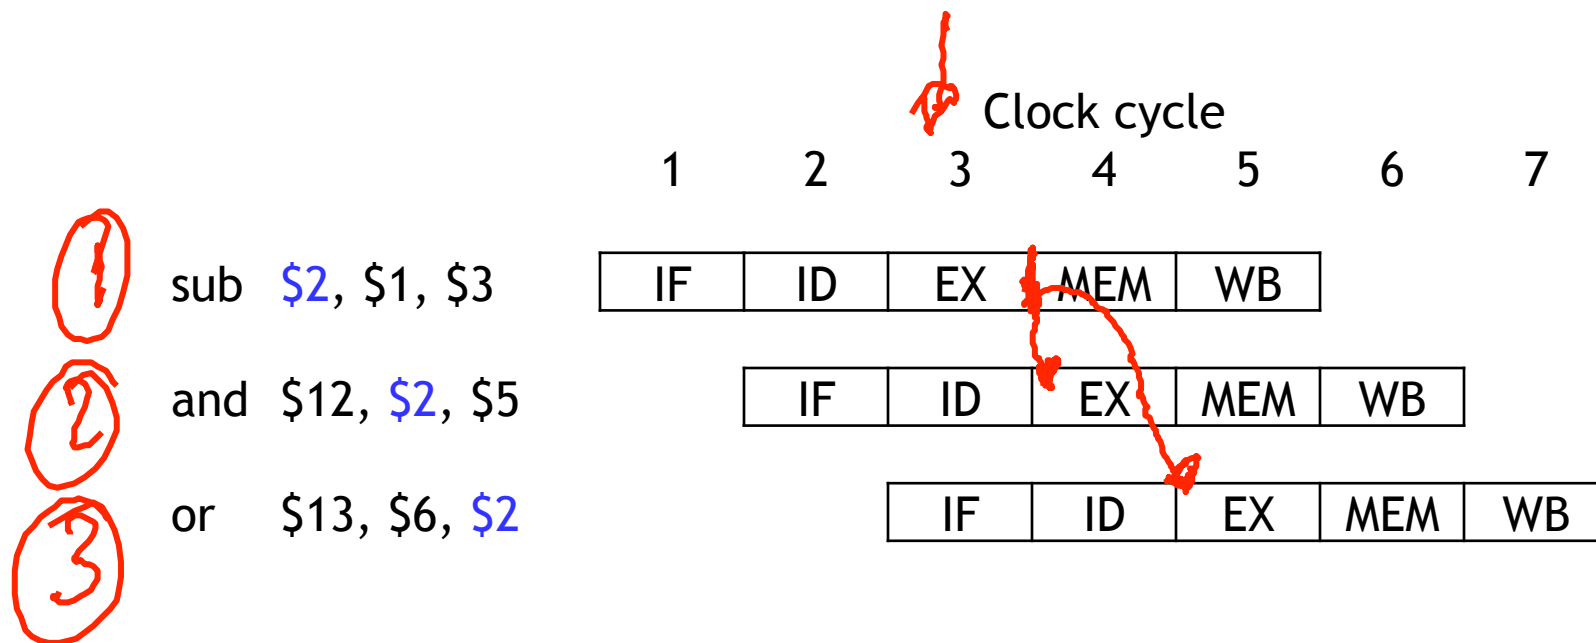 Clock cycle
1 2 3 4 5 6 7
1 sub $2, $1, $3 IF ID EX MEM WB
2 and $12, $2, $5 IF ID EX MEM WB
3 or $13, $6, $2 IF ID EX MEM WB